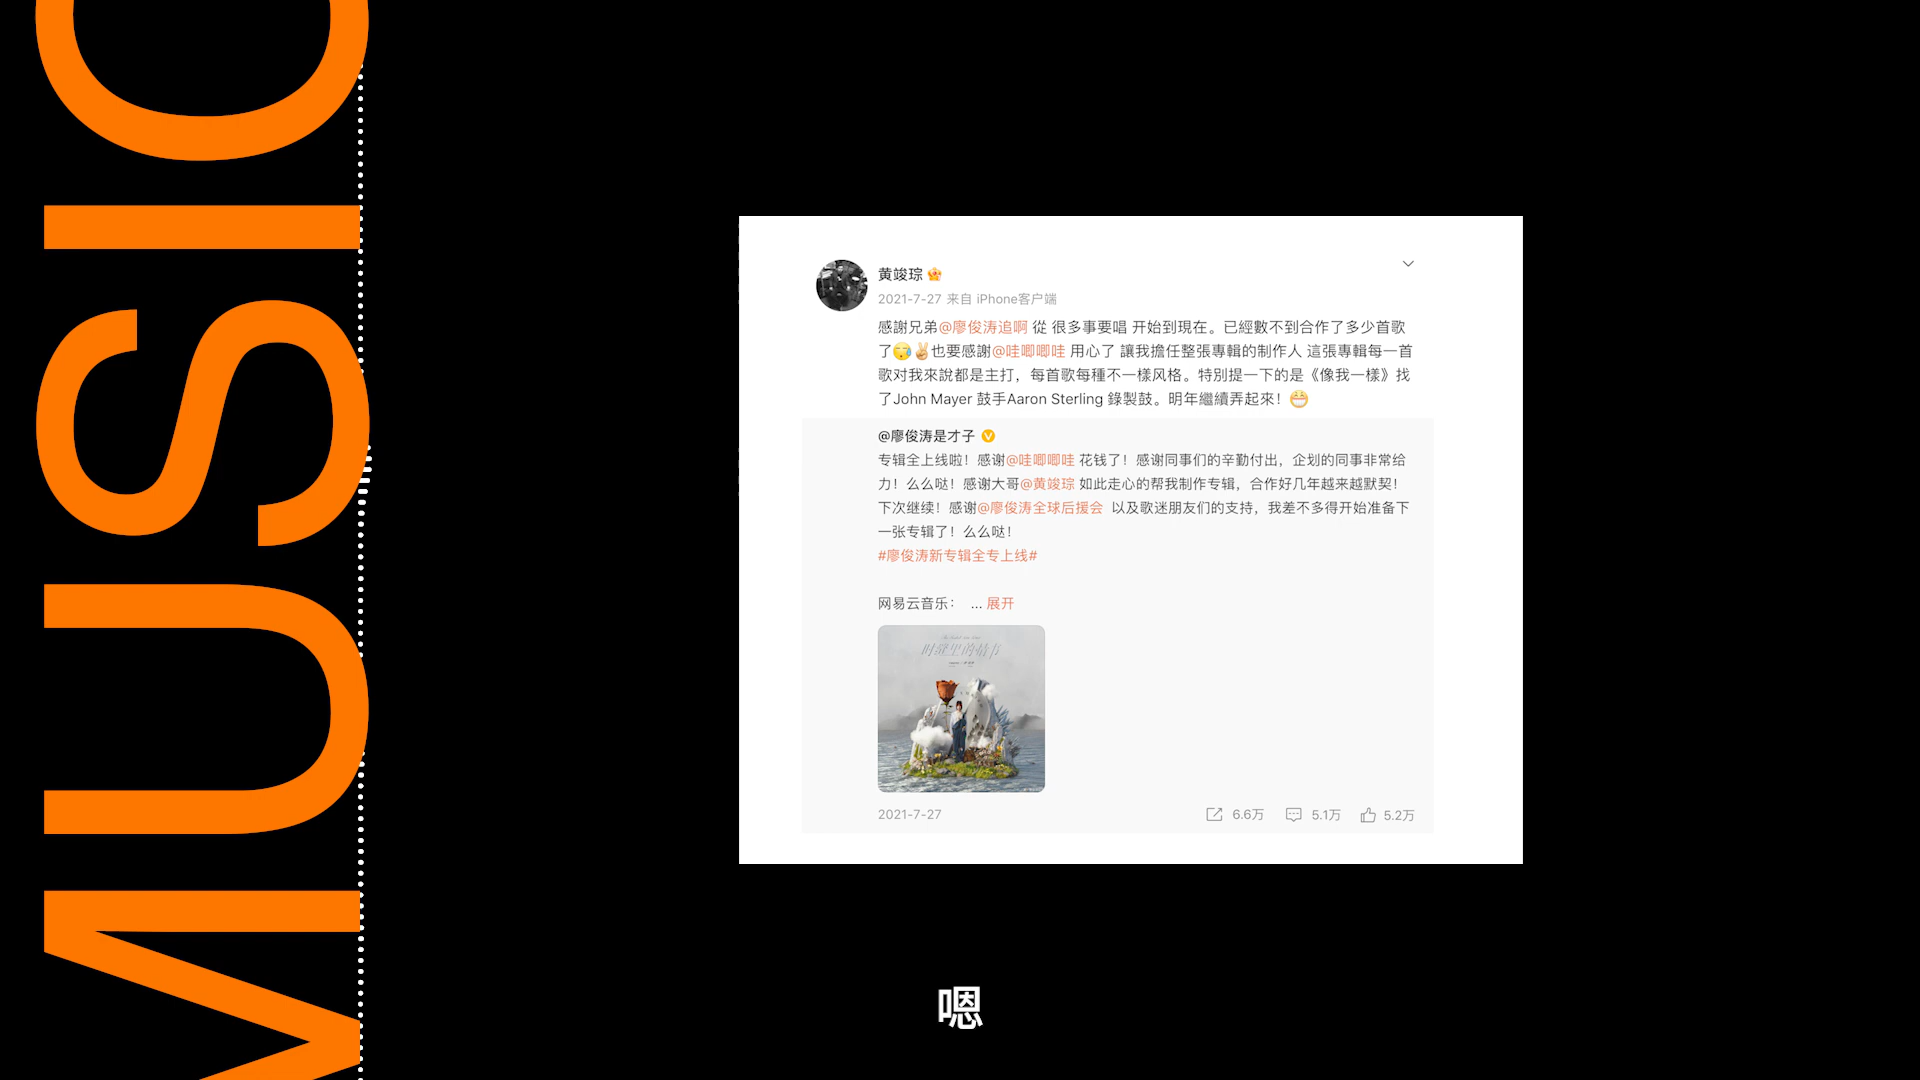 MUSIC
黄竣琮
2021-7-27 来自 iPhone客户端
感謝兄弟@廖俊涛追啊 從 很多事要唱 开始到現在。已經數不到合作了多少首歌
了😪✌也要感謝@哇唧唧哇 用心了 讓我擔任整張專輯的制作人 這張專輯每一首
歌对我來說都是主打，每首歌每種不一樣风格。特別提一下的是《像我一樣》找
了John Mayer 鼓手Aaron Sterling 錄製鼓。明年繼續弄起來！😁
@廖俊涛是才子
专辑全上线啦！感谢@哇唧唧哇 花钱了！感谢同事们的辛勤付出，企划的同事非常给
力！么么哒！感谢大哥@黄竣琮 如此走心的帮我制作专辑，合作好几年越来越默契！
下次继续！感谢@廖俊涛全球后援会 以及歌迷朋友们的支持，我差不多得开始准备下
一张专辑了！么么哒！
#廖俊涛新专辑全专上线#
网易云音乐： ... 展开
时差里的情书
2021-7-27 6.6万 5.1万 5.2万
嗯